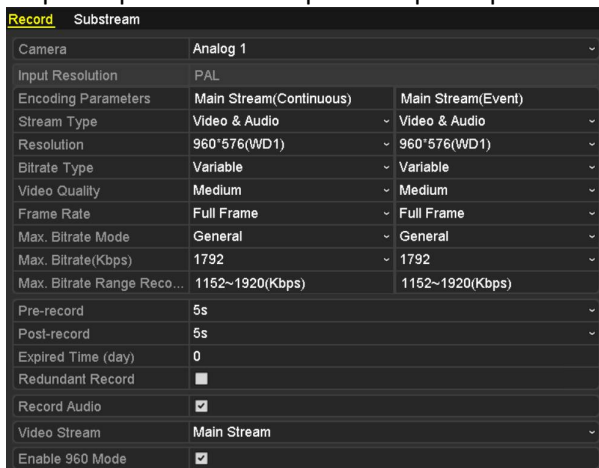 Record Substream
Camera Analog 1
Input Resolution PAL
Encoding Parameters Main Stream(Continuous) Main Stream(Event)
Stream Type Video & Audio Video & Audio
Resolution 960*576(WD1) 960*576(WD1)
Bitrate Type Variable Variable
Video Quality Medium Medium
Frame Rate Full Frame Full Frame
Max. Bitrate Mode General General
Max. Bitrate(Kbps) 1792 1792
Max. Bitrate Range Reco... 1152~1920(Kbps) 1152~1920(Kbps)
Pre-record 5s
Post-record 5s
Expired Time (day) 0
Redundant Record
Record Audio
Video Stream Main Stream
Enable 960 Mode